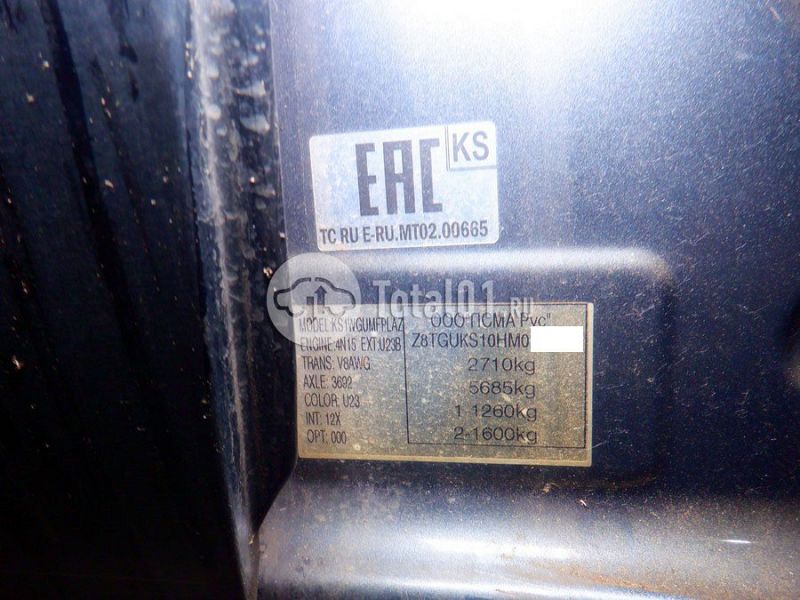 EAC KS
TC RU E-RU.MT02.00665
Total01.ru
MODEL: KS1WGUMFPLAZ
ENGINE: 4N15 EXT:U23B
TRANS: V8AWG
AXLE: 3692
COLOR: U23
INT: 12X
OPT: 000
ООО "ПСМА Рус"
Z8TGUKS10HM0
2710kg
5685kg
1-1260kg
2-1600kg